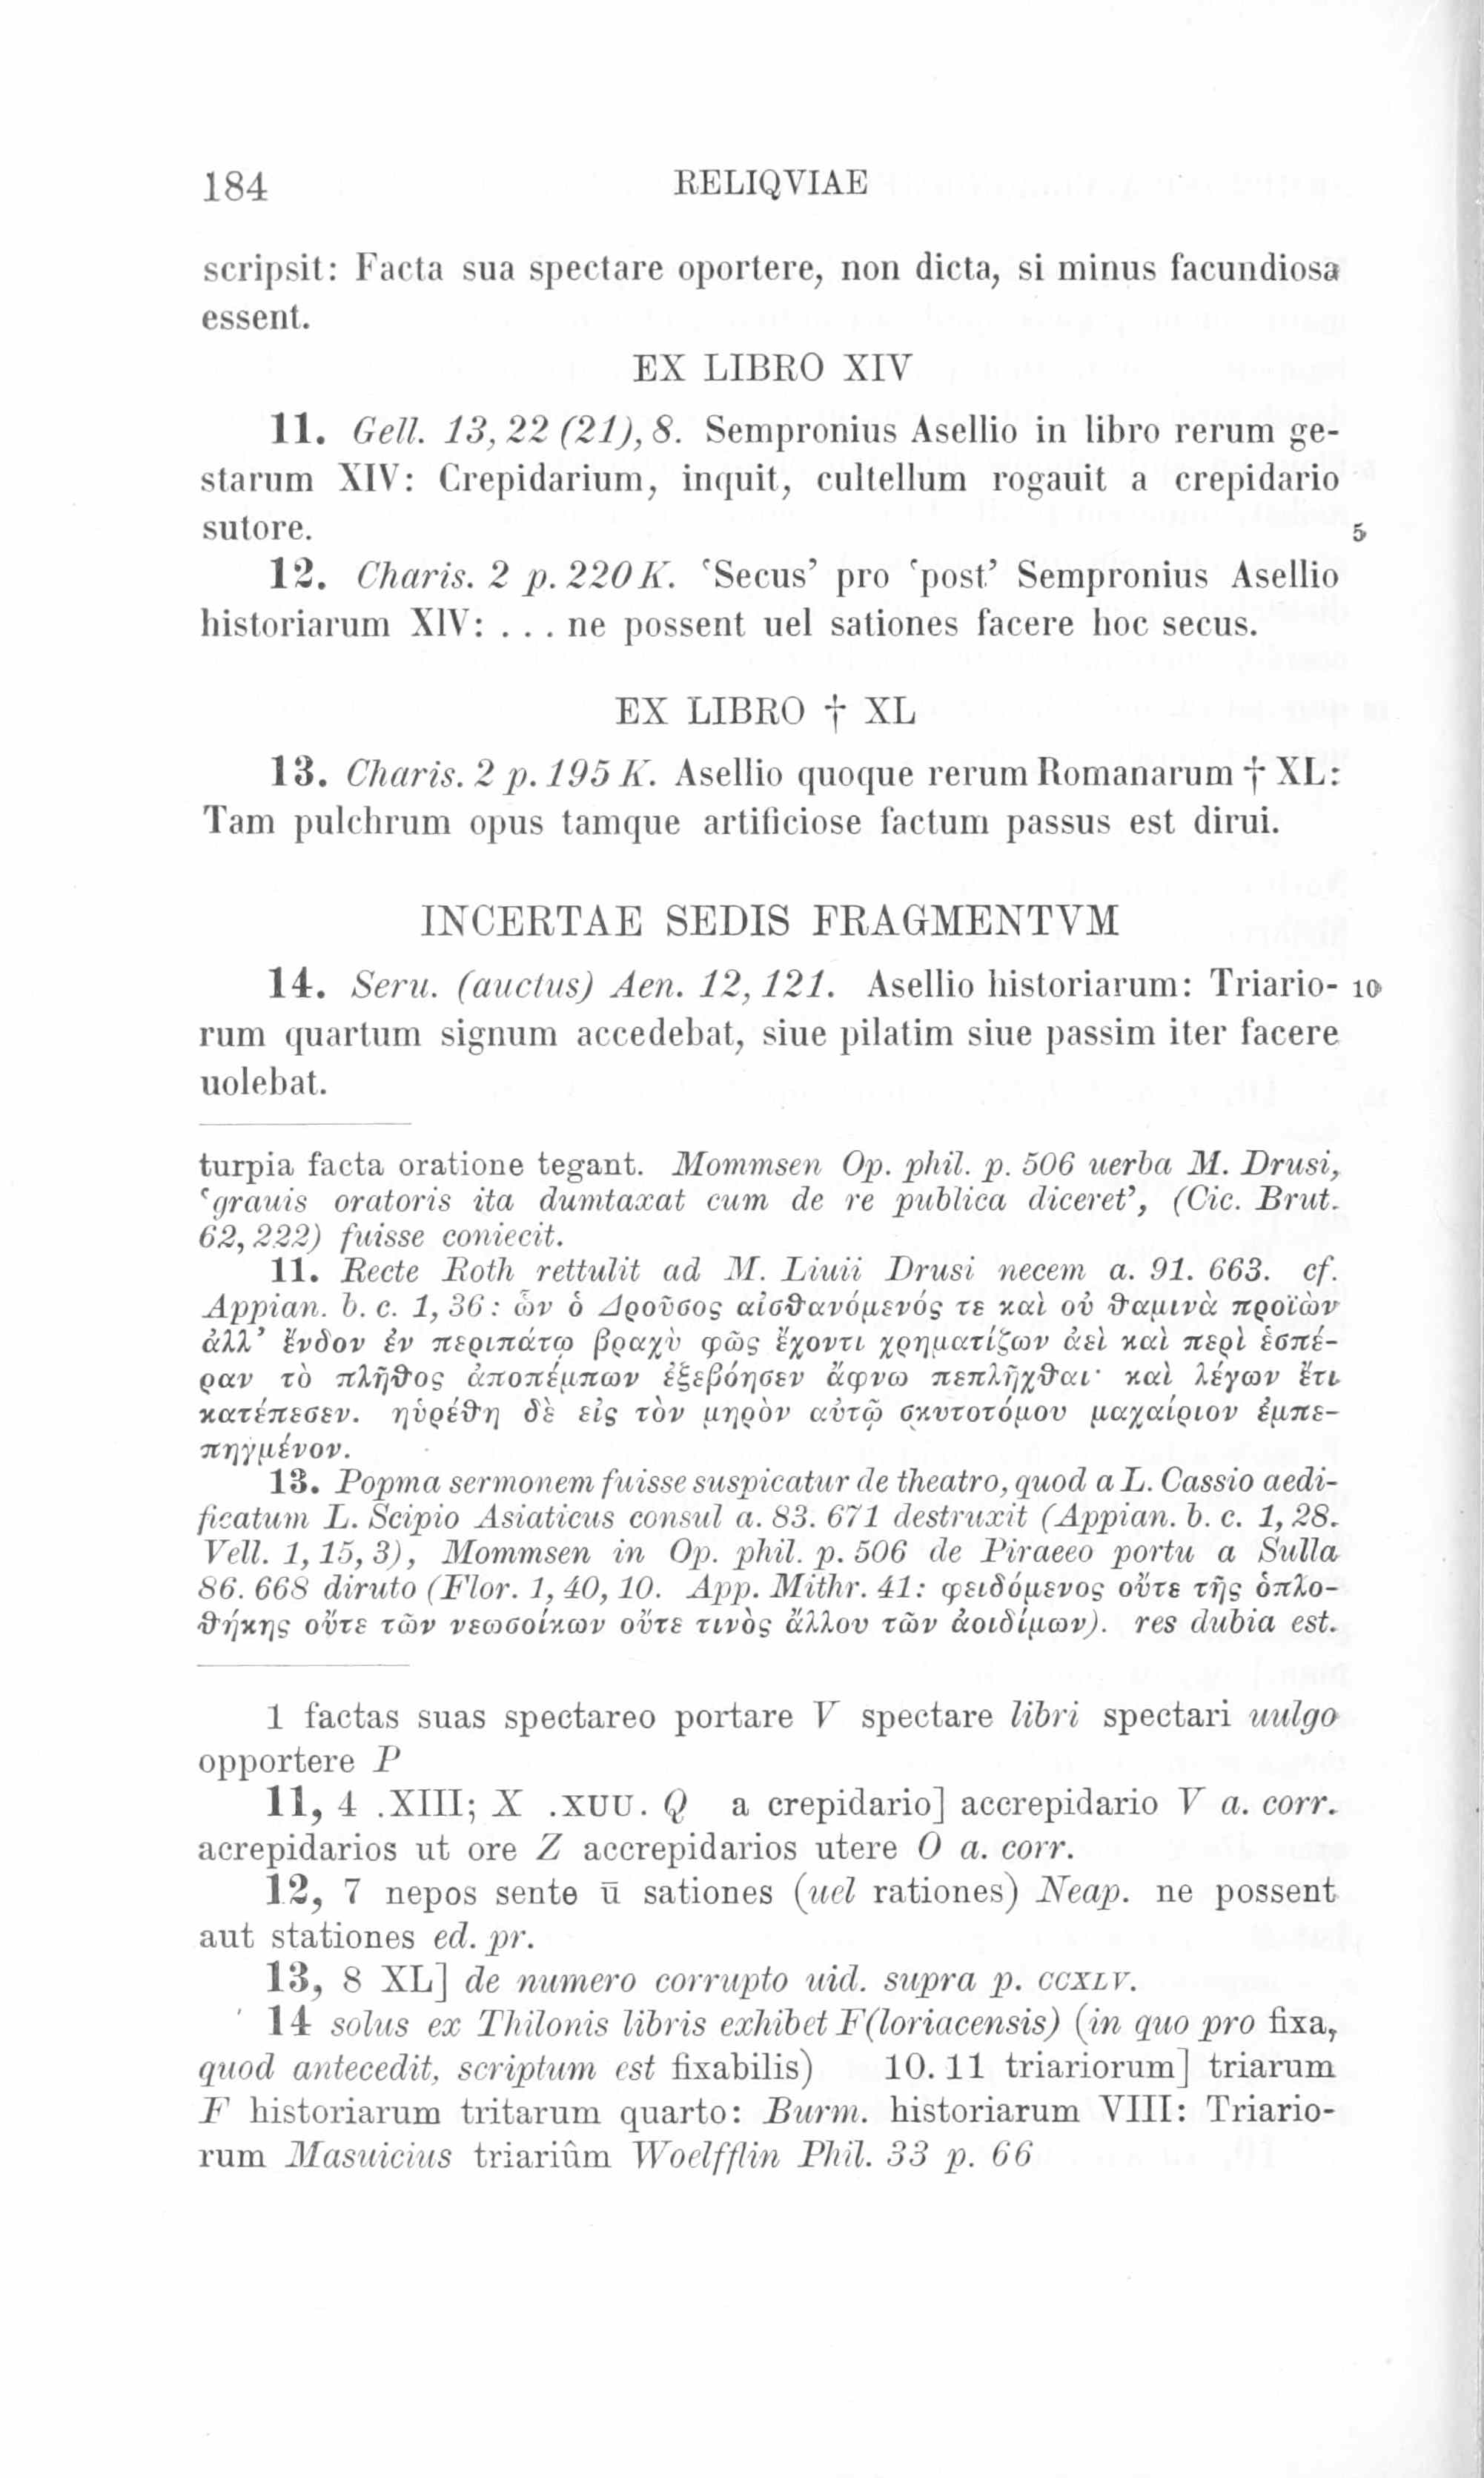 184 RELIQVIAE
scripsit: Facta sua spectare oportere, non dicta, si minus facundiosa
essent.
EX LIBRO XIV
11. Gell. 13, 22 (21), 8. Sempronius Asellio in libro rerum ge-
starum XIV: Crepidarium, inquit, cultellum rogauit a crepidario
sutore. 5
12. Charis. 2 p. 220 K. ‘Secus’ pro ‘post’ Sempronius Asellio
historiarum XIV: . . . ne possent uel sationes facere hoc secus.
EX LIBRO † XL
13. Charis. 2 p. 195 K. Asellio quoque rerum Romanarum † XL:
Tam pulchrum opus tamque artificiose factum passus est dirui.
INCERTAE SEDIS FRAGMENTVM
14. Seru. (auctus) Aen. 12, 121. Asellio historiarum: Triario- 10
rum quartum signum accedebat, siue pilatim siue passim iter facere
uolebat.
turpia facta oratione tegant. Mommsen Op. phil. p. 506 uerba M. Drusi,
‘grauis oratoris ita dumtaxat cum de re publica diceret’, (Cic. Brut.
62, 222) fuisse coniecit.
11. Recte Roth rettulit ad M. Liuii Drusi necem a. 91. 663. cf.
Appian. b. c. 1, 36: ὧν ὁ Δροῦσος αἰσθανόμενός τε καὶ οὐ θαμινὰ προϊὼν
ἀλλ’ ἔνδον ἐν περιπάτῳ βραχὺ φῶς ἔχοντι χρηματίζων ἀεὶ καὶ περὶ ἑσπέ-
ραν τὸ πλῆθος ἀποπέμπων ἐξεβόησεν ἄφνω πεπλῆχθαι· καὶ λέγων ἔτι
κατέπεσεν. ηὑρέθη δὲ εἰς τὸν μηρὸν αὐτῷ σκυτοτόμου μαχαίριον ἐμπε-
πηγμένον.
13. Popma sermonem fuisse suspicatur de theatro, quod a L. Cassio aedi-
ficatum L. Scipio Asiaticus consul a. 83. 671 destruxit (Appian. b. c. 1, 28.
Vell. 1, 15, 3), Mommsen in Op. phil. p. 506 de Piraeeo portu a Sulla
86. 668 diruto (Flor. 1, 40, 10. App. Mithr. 41: φειδόμενος οὔτε τῆς ὁπλο-
θήκης οὔτε τῶν νεωσοίκων οὔτε τινὸς ἄλλου τῶν ἀοιδίμων). res dubia est.
1 factas suas spectareo portare V spectare libri spectari uulgo
opportere P
11, 4 .XIII; X .XUU. Q a crepidario] accrepidario V a. corr.
acrepidarios ut ore Z accrepidarios utere O a. corr.
12, 7 nepos sente ū sationes (uel rationes) Neap. ne possent
aut stationes ed. pr.
13, 8 XL] de numero corrupto uid. supra p. CCXLV.
14 solus ex Thilonis libris exhibet F(loriacensis) (in quo pro fixa,
quod antecedit, scriptum est fixabilis) 10. 11 triariorum] triarum
F historiarum tritarum quarto: Burm. historiarum VIII: Triario-
rum Masuicius triariûm Woelfflin Phil. 33 p. 66